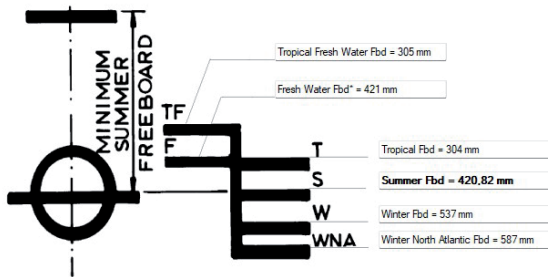 MINIMUM
SUMMER
FREEBOARD
TF
F
T
S
W
WNA
Tropical Fresh Water Fbd = 305 mm
Fresh Water Fbd* = 421 mm
Tropical Fbd = 304 mm
Summer Fbd = 420,82 mm
Winter Fbd = 537 mm
Winter North Atlantic Fbd = 587 mm